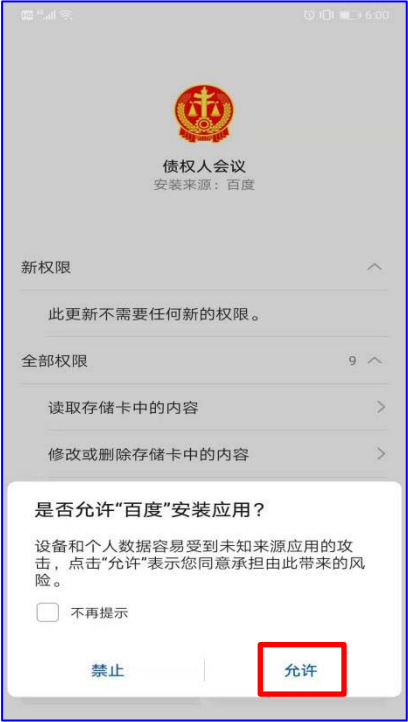 6:00
债权人会议
安装来源：百度
新权限
此更新不需要任何新的权限。
全部权限 9
读取存储卡中的内容
修改或删除存储卡中的内容
是否允许“百度”安装应用？
设备和个人数据容易受到未知来源应用的攻
击，点击“允许”表示您同意承担由此带来的风
险。
不再提示
禁止 允许